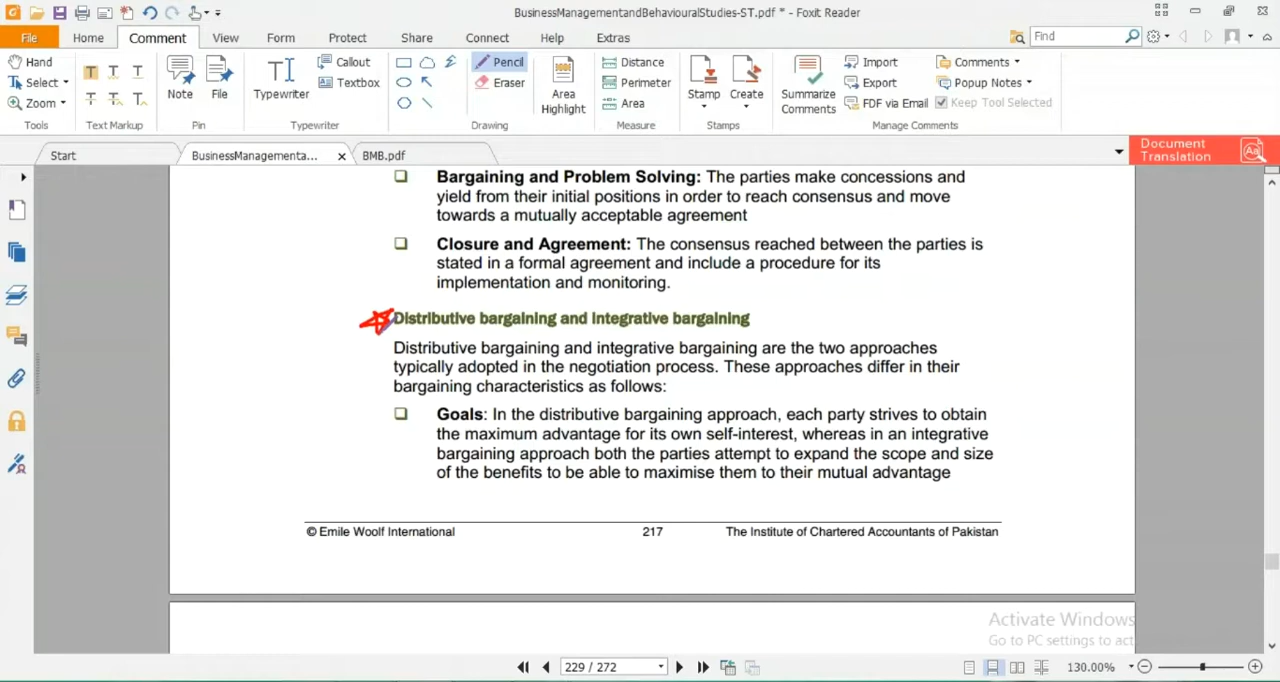 BusinessManagementandBehaviouralStudies-ST.pdf * - Foxit Reader
File Home Comment View Form Protect Share Connect Help Extras Find
Hand
Select
Zoom
Tools
T T T
T T T
Text Markup
Note File
Pin
Typewriter
Callout
Textbox
Typewriter
Pencil
Eraser
Drawing
Area
Highlight
Distance
Perimeter
Area
Measure
Stamp Create
Stamps
Summarize
Comments
Import
Export
FDF via Email
Comments
Popup Notes
Keep Tool Selected
Manage Comments
Start BusinessManagementa... BMB.pdf
Document
Translation
Bargaining and Problem Solving: The parties make concessions and
yield from their initial positions in order to reach consensus and move
towards a mutually acceptable agreement
Closure and Agreement: The consensus reached between the parties is
stated in a formal agreement and include a procedure for its
implementation and monitoring.
Distributive bargaining and integrative bargaining
Distributive bargaining and integrative bargaining are the two approaches
typically adopted in the negotiation process. These approaches differ in their
bargaining characteristics as follows:
Goals: In the distributive bargaining approach, each party strives to obtain
the maximum advantage for its own self-interest, whereas in an integrative
bargaining approach both the parties attempt to expand the scope and size
of the benefits to be able to maximise them to their mutual advantage
© Emile Woolf International 217 The Institute of Chartered Accountants of Pakistan
Activate Windows
Go to PC settings to act
229 / 272 130.00%